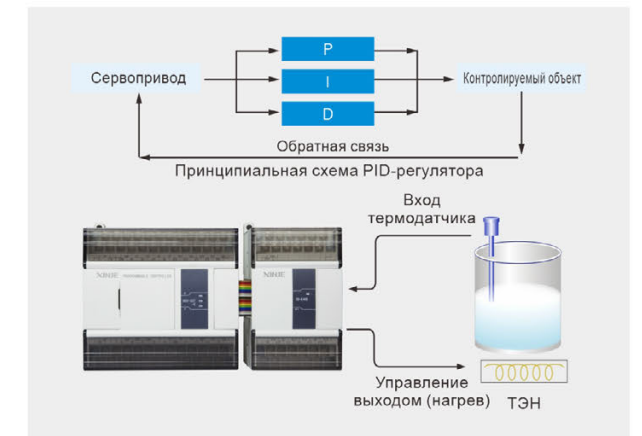 P
Сервопривод
I
Контролируемый объект
D
Обратная связь
Принципиальная схема PID-регулятора
Вход
термодатчика
XINJE
XINJE
Управление
выходом (нагрев)
ТЭН